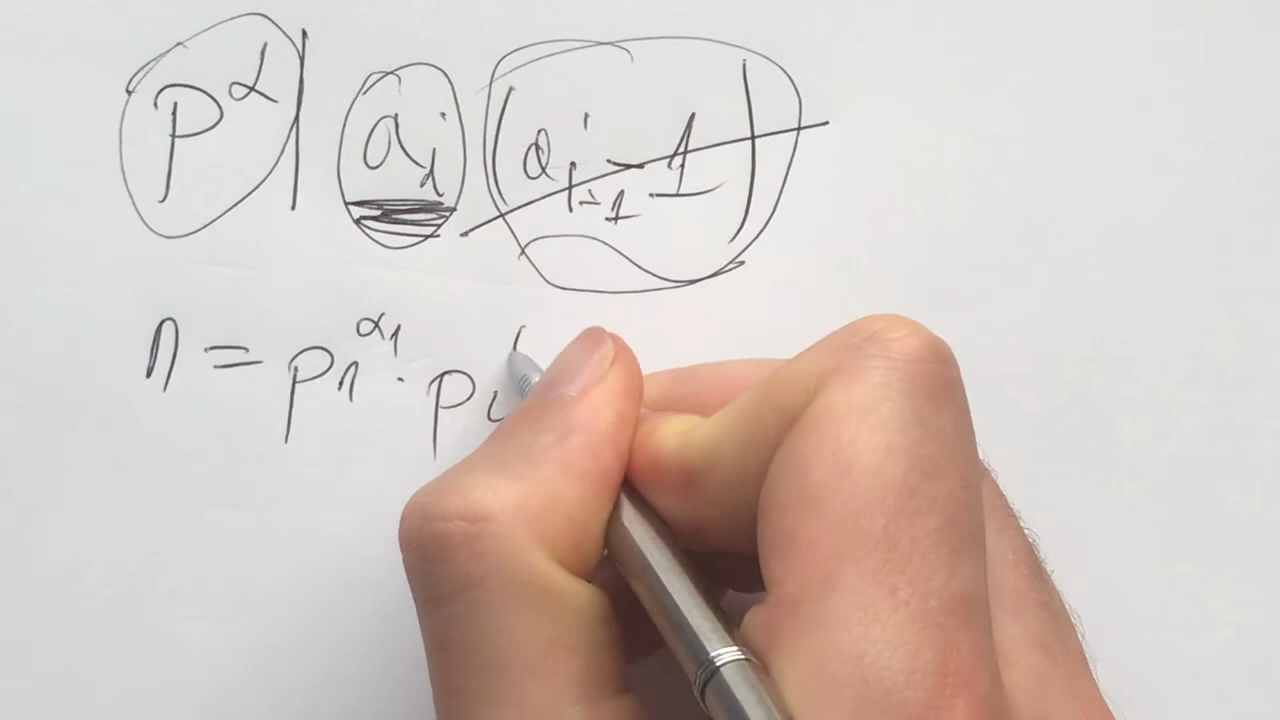 p^α | a_i (a_{i-1} - 1)
n = p_1^{α_1} · p